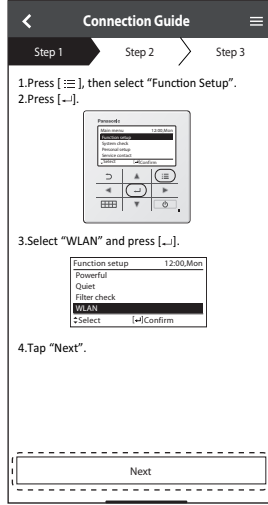 Connection Guide
Step 1 Step 2 Step 3
1.Press [ ], then select “Function Setup”.
2.Press [↵].
Panasonic
Main menu 12:00,Mon
Function setup
System check
Personal setup
Service contact
Select [↵]Confirm
3.Select “WLAN” and press [↵].
Function setup 12:00,Mon
Powerful
Quiet
Filter check
WLAN
Select [↵]Confirm
4.Tap “Next”.
Next